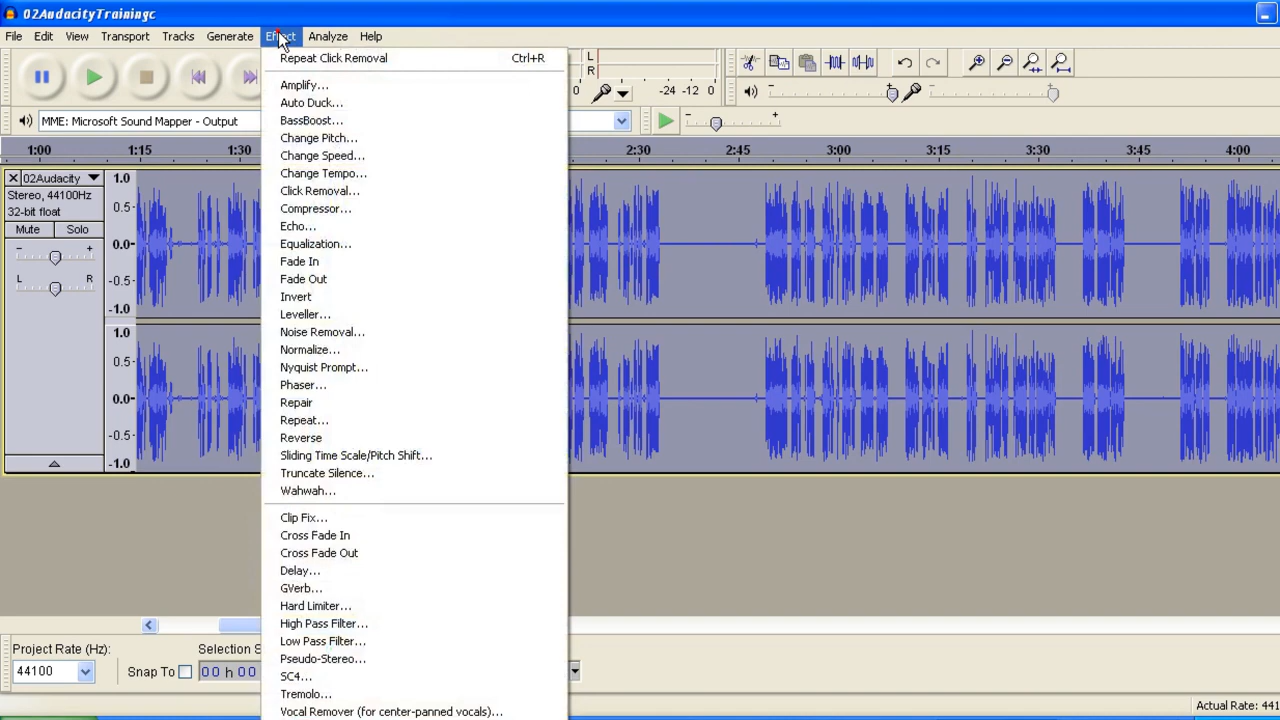 02AudacityTrainingc
File Edit View Transport Tracks Generate Effect Analyze Help
Repeat Click Removal Ctrl+R
Amplify...
Auto Duck...
BassBoost...
Change Pitch...
Change Speed...
Change Tempo...
Click Removal...
Compressor...
Echo...
Equalization...
Fade In
Fade Out
Invert
Leveller...
Noise Removal...
Normalize...
Nyquist Prompt...
Phaser...
Repair
Repeat...
Reverse
Sliding Time Scale/Pitch Shift...
Truncate Silence...
Wahwah...
Clip Fix...
Cross Fade In
Cross Fade Out
Delay...
GVerb...
Hard Limiter...
High Pass Filter...
Low Pass Filter...
Pseudo-Stereo...
SC4...
Tremolo...
Vocal Remover (for center-panned vocals)...
L
R
0 -24 -12 0
- + - +
MME: Microsoft Sound Mapper - Output
- +
1:00 1:15 1:30 2:30 2:45 3:00 3:15 3:30 3:45 4:00
02Audacity
Stereo, 44100Hz
32-bit float
Mute Solo
- +
L R
1.0
0.5
0.0
-0.5
-1.0
1.0
0.5
0.0
-0.5
-1.0
Project Rate (Hz):
44100
Snap To
Selection S
00 h 00
Actual Rate: 441